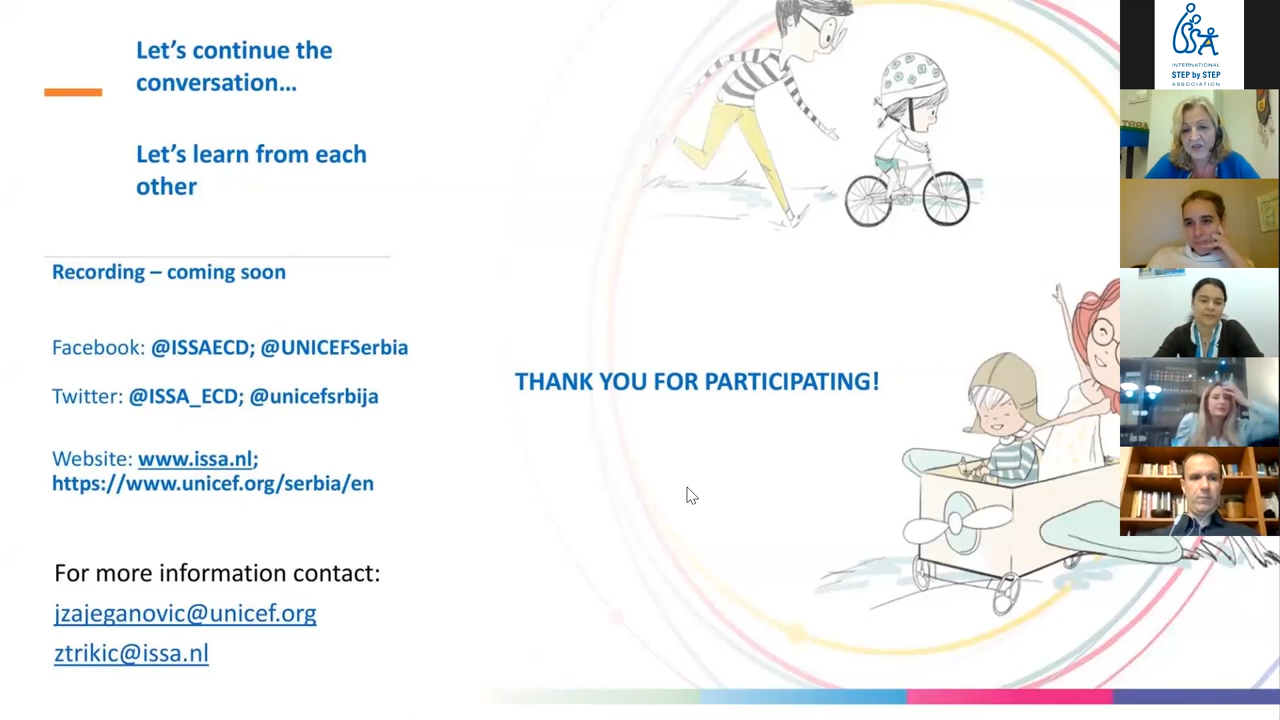 Let's continue the
conversation…
Let's learn from each
other
Recording – coming soon
Facebook: @ISSAECD; @UNICEFSerbia
Twitter: @ISSA_ECD; @unicefsrbija
Website: www.issa.nl;
https://www.unicef.org/serbia/en
For more information contact:
jzajeganovic@unicef.org
ztrikic@issa.nl
THANK YOU FOR PARTICIPATING!
INTERNATIONAL
STEP by STEP
ASSOCIATION